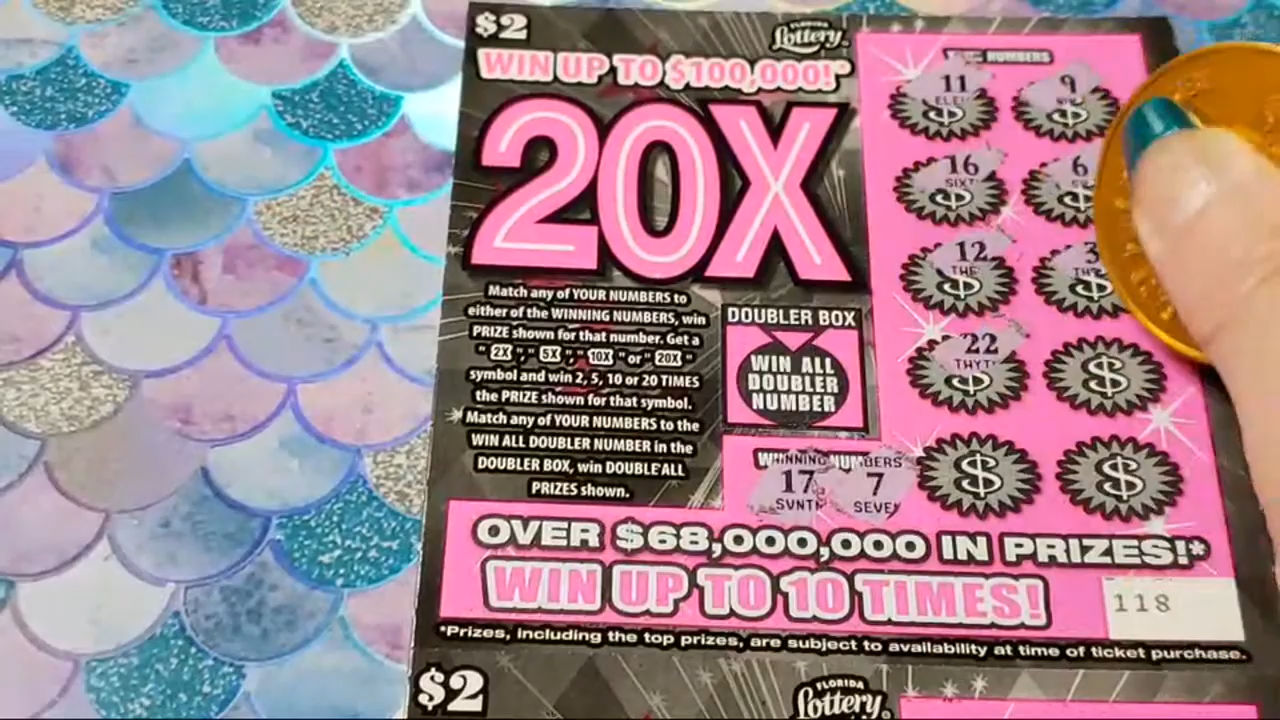 $2
FLORIDA
Lottery
WIN UP TO $100,000!*
20X
Match any of YOUR NUMBERS to
either of the WINNING NUMBERS, win
PRIZE shown for that number. Get a
"2X", "5X", "10X" or "20X"
symbol and win 2, 5, 10 or 20 TIMES
the PRIZE shown for that symbol.
*Match any of YOUR NUMBERS to the
WIN ALL DOUBLER NUMBER in the
DOUBLER BOX, win DOUBLE ALL
PRIZES shown.
DOUBLER BOX
WIN ALL
DOUBLER
NUMBER
WINNING NUMBERS
17 7
SVNTN SEVEN
NUMBERS
11 9
$ $
16 6
SIXT
$ $
12 3
THE
$ $
22
THYT
$ $
$ $
OVER $68,000,000 IN PRIZES!*
WIN UP TO 10 TIMES!
118
*Prizes, including the top prizes, are subject to availability at time of ticket purchase.
$2
FLORIDA
Lottery